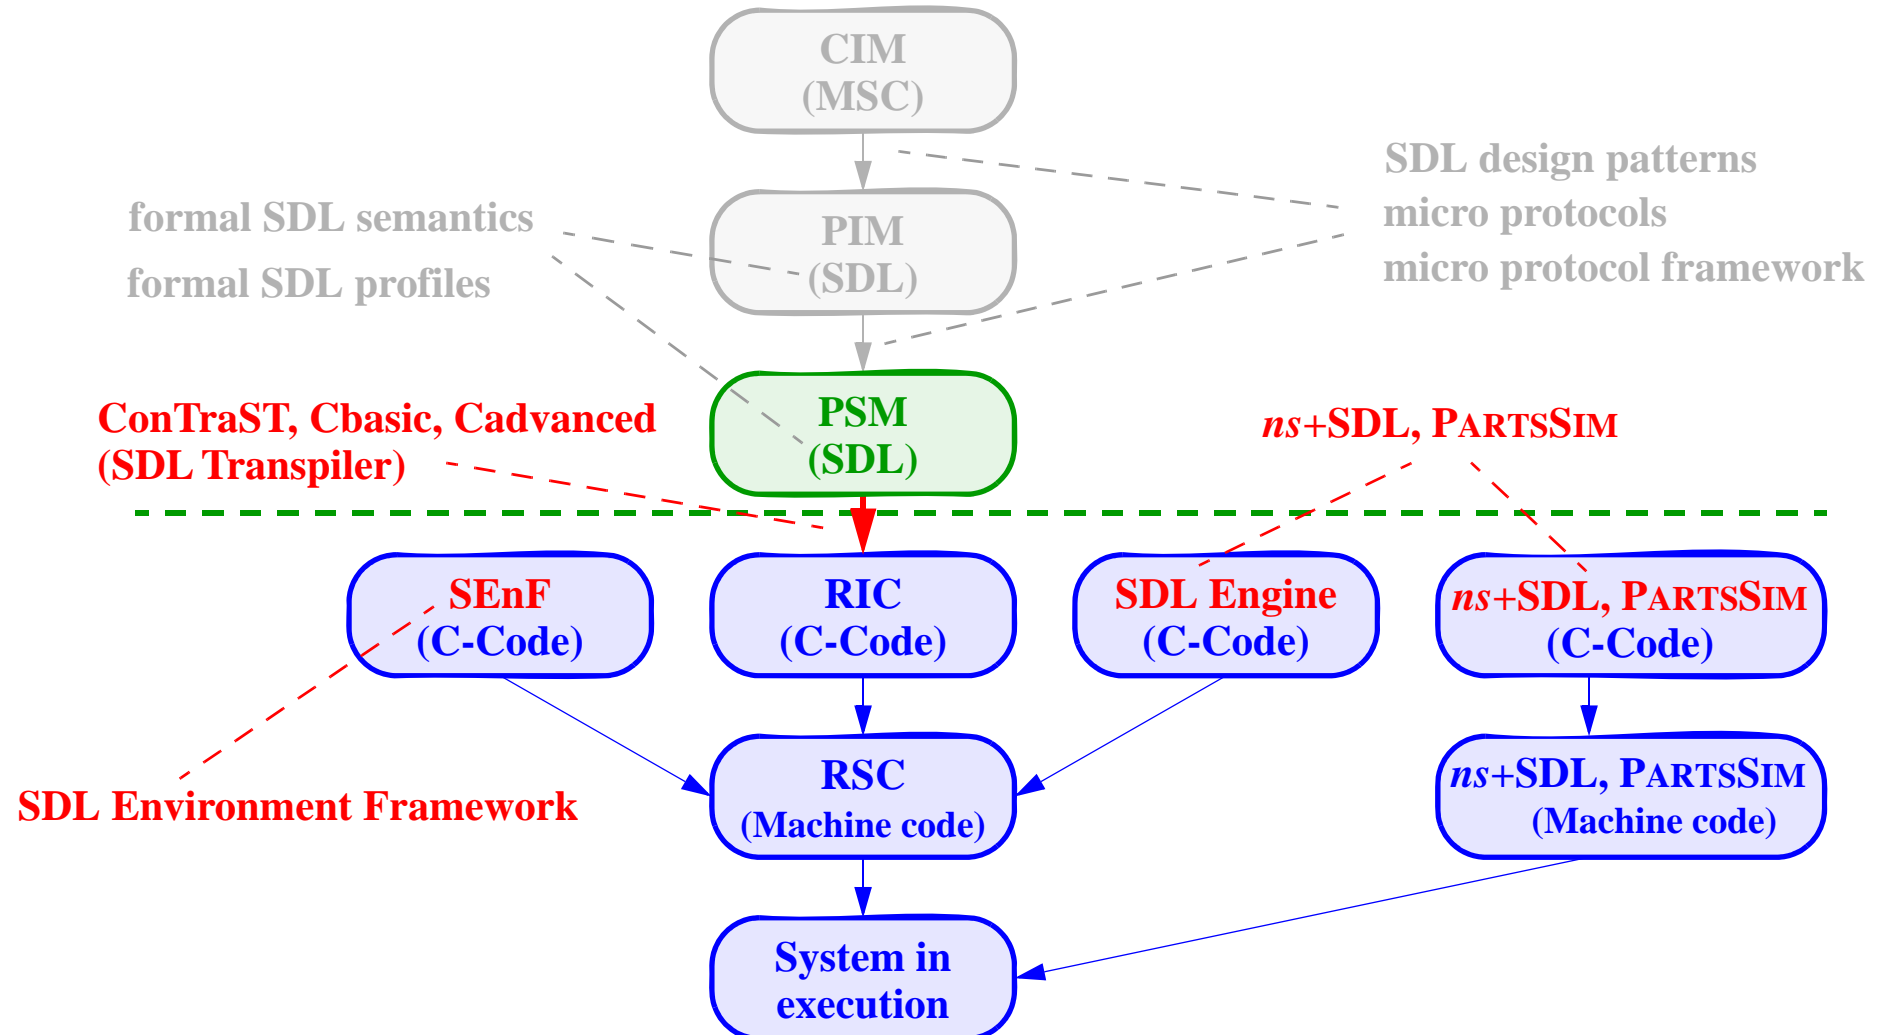 CIM
(MSC)
SDL design patterns
micro protocols
micro protocol framework
formal SDL semantics
formal SDL profiles
PIM
(SDL)
ConTraST, Cbasic, Cadvanced
(SDL Transpiler)
PSM
(SDL)
ns+SDL, PARTSSIM
SEnF
(C-Code)
RIC
(C-Code)
SDL Engine
(C-Code)
ns+SDL, PARTSSIM
(C-Code)
SDL Environment Framework
RSC
(Machine code)
ns+SDL, PARTSSIM
(Machine code)
System in
execution